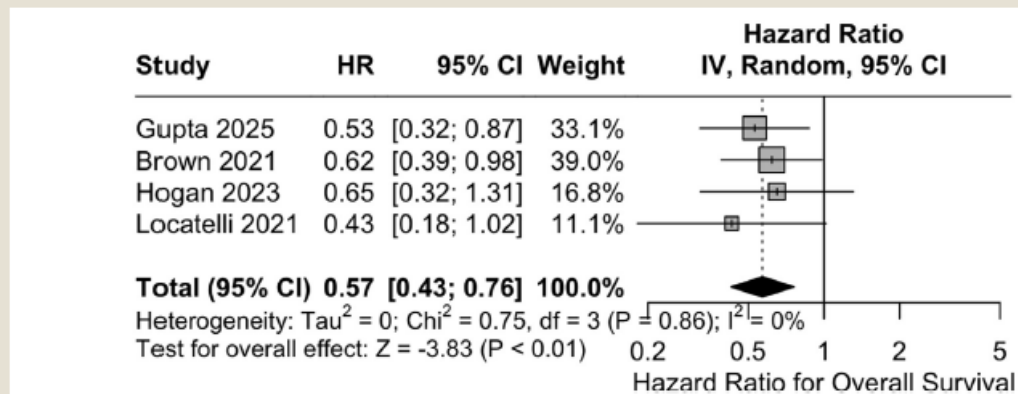 Hazard Ratio
Study HR 95% CI Weight IV, Random, 95% CI
Gupta 2025 0.53 [0.32; 0.87] 33.1%
Brown 2021 0.62 [0.39; 0.98] 39.0%
Hogan 2023 0.65 [0.32; 1.31] 16.8%
Locatelli 2021 0.43 [0.18; 1.02] 11.1%
Total (95% CI) 0.57 [0.43; 0.76] 100.0%
Heterogeneity: Tau² = 0; Chi² = 0.75, df = 3 (P = 0.86); I² = 0%
Test for overall effect: Z = -3.83 (P < 0.01) 0.2 0.5 1 2 5
Hazard Ratio for Overall Survival